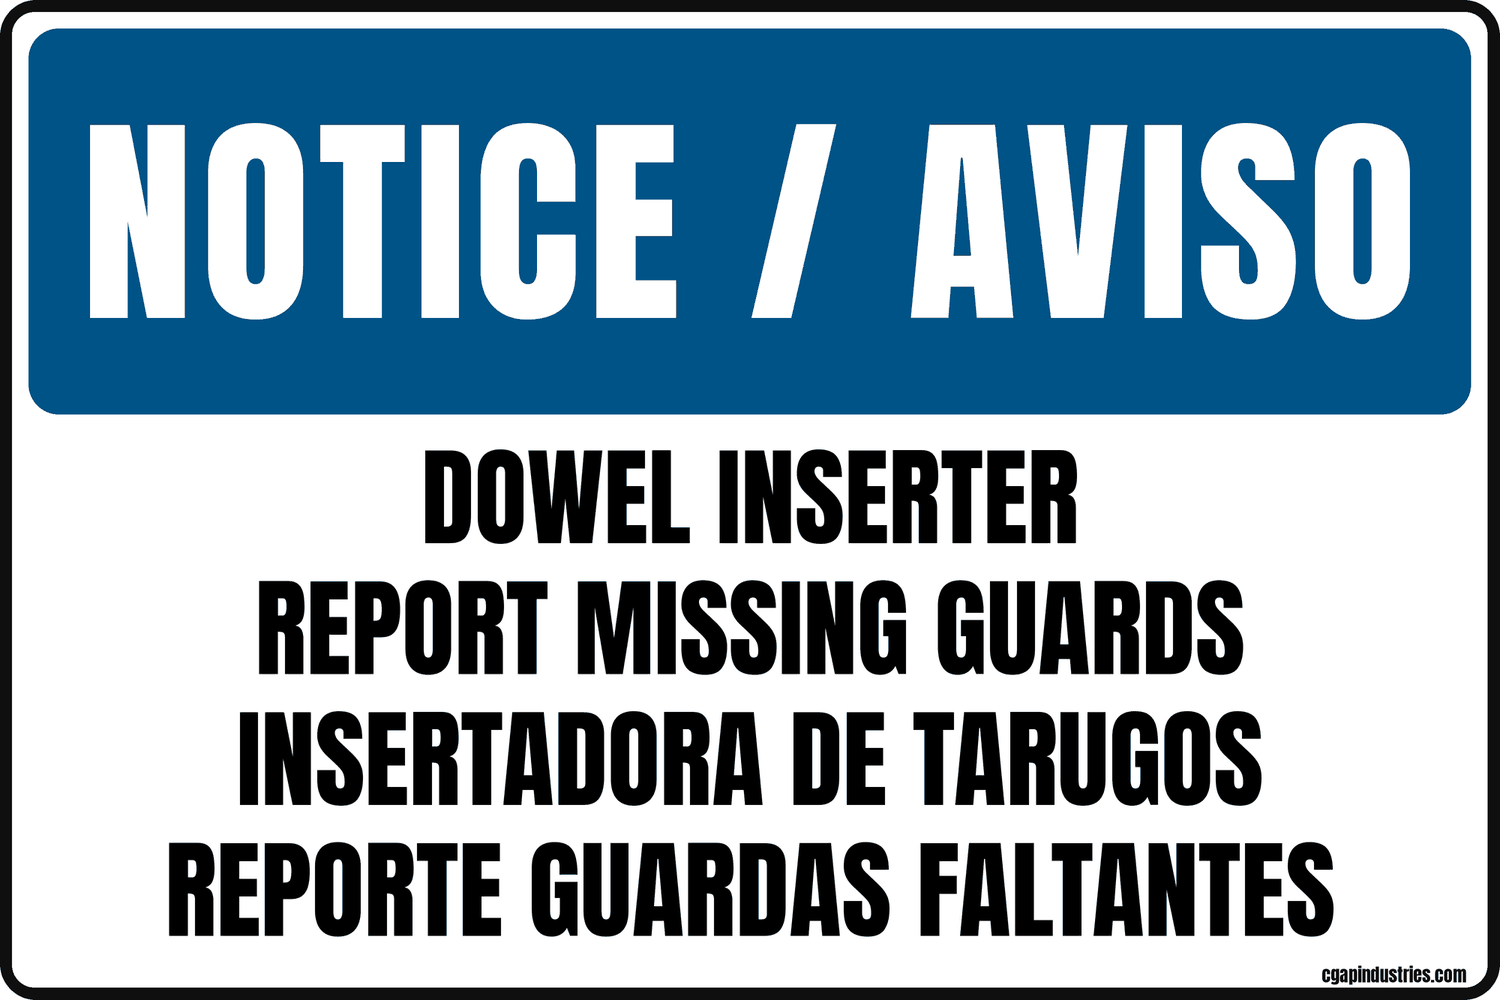 NOTICE / AVISO
DOWEL INSERTER
REPORT MISSING GUARDS
INSERTADORA DE TARUGOS
REPORTE GUARDAS FALTANTES
cgapindustries.com